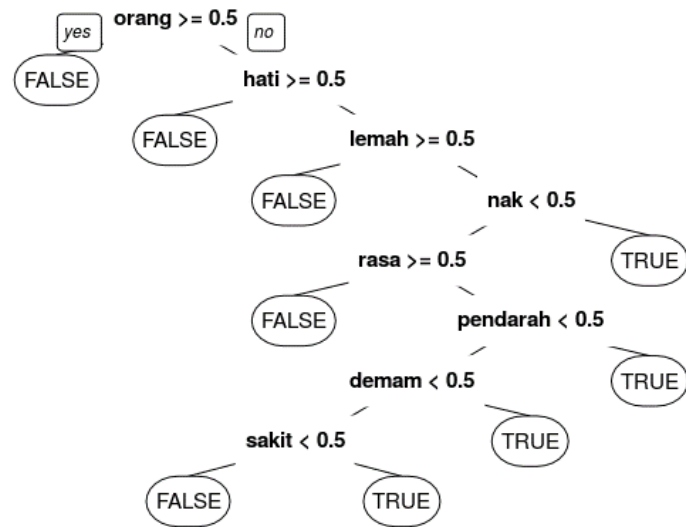 yes orang >= 0.5 no
FALSE hati >= 0.5
FALSE lemah >= 0.5
FALSE nak < 0.5
rasa >= 0.5 TRUE
FALSE pendarah < 0.5
demam < 0.5 TRUE
sakit < 0.5 TRUE
FALSE TRUE